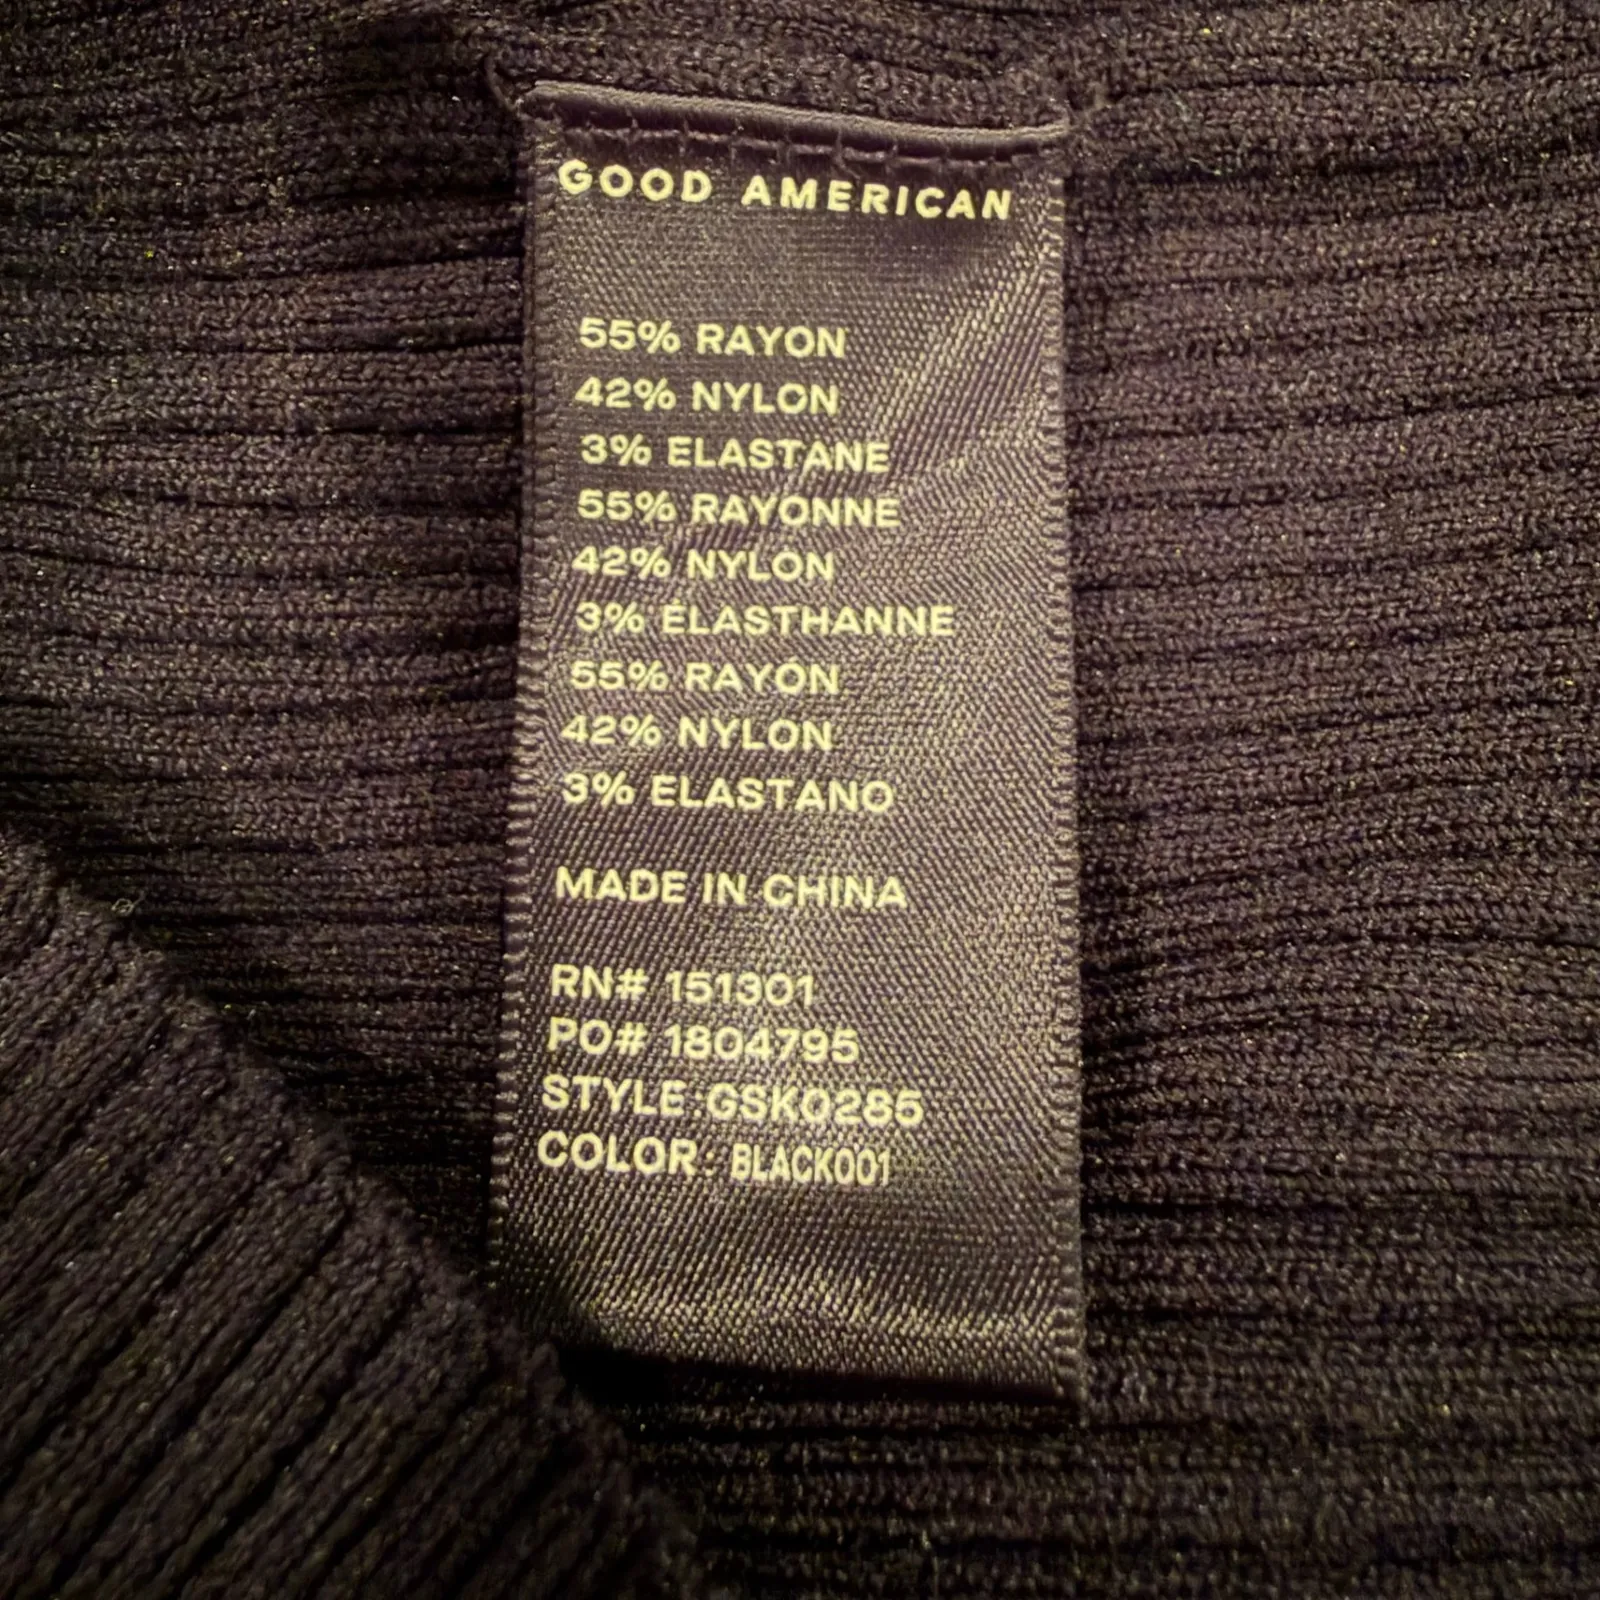 GOOD AMERICAN
55% RAYON
42% NYLON
3% ELASTANE
55% RAYONNE
42% NYLON
3% ÉLASTHANNE
55% RAYÓN
42% NYLON
3% ELASTANO
MADE IN CHINA
RN# 151301
PO# 1804795
STYLE:GSK0285
COLOR: BLACK001